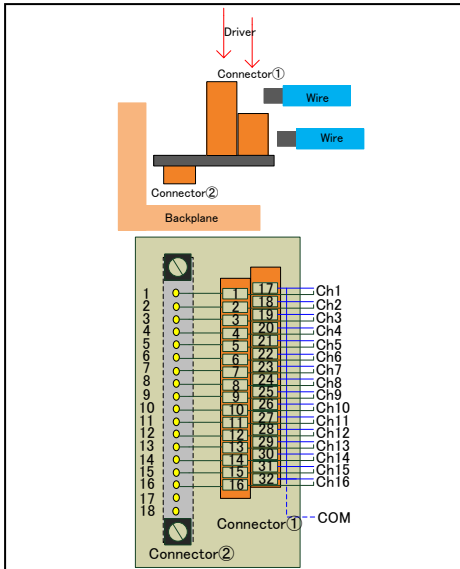 Driver
Connector①
Wire
Wire
Connector②
Backplane
1 1 17 Ch1
2 2 18 Ch2
3 3 19 Ch3
4 4 20 Ch4
5 5 21 Ch5
6 6 22 Ch6
7 7 23 Ch7
8 8 24 Ch8
9 9 25 Ch9
10 10 26 Ch10
11 11 27 Ch11
12 12 28 Ch12
13 13 29 Ch13
14 14 30 Ch14
15 15 31 Ch15
16 16 32 Ch16
17
18
Connector① COM
Connector②